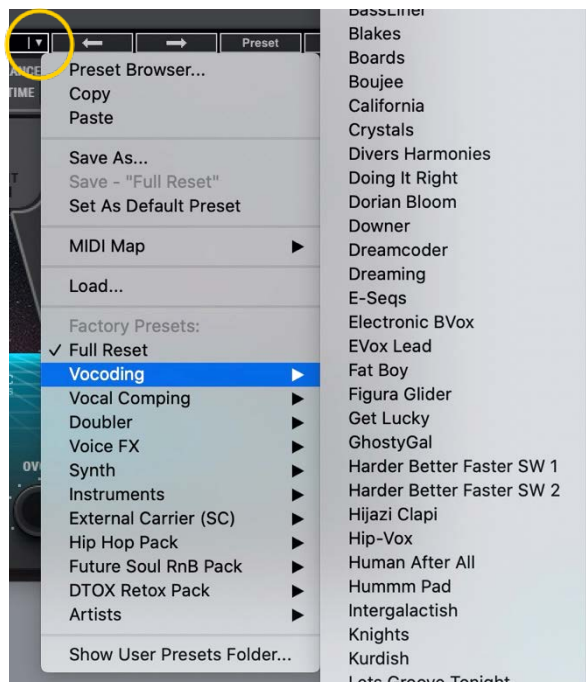 Preset
TIME
Preset Browser...
Copy
Paste
Save As...
Save - "Full Reset"
Set As Default Preset
MIDI Map
Load...
Factory Presets:
Full Reset
Vocoding
Vocal Comping
Doubler
Voice FX
Synth
Instruments
External Carrier (SC)
Hip Hop Pack
Future Soul RnB Pack
DTOX Retox Pack
Artists
Show User Presets Folder...
BassLiner
Blakes
Boards
Boujee
California
Crystals
Divers Harmonies
Doing It Right
Dorian Bloom
Downer
Dreamcoder
Dreaming
E-Seqs
Electronic BVox
EVox Lead
Fat Boy
Figura Glider
Get Lucky
GhostyGal
Harder Better Faster SW 1
Harder Better Faster SW 2
Hijazi Clapi
Hip-Vox
Human After All
Hummm Pad
Intergalactish
Knights
Kurdish
Lets Groove Tonight